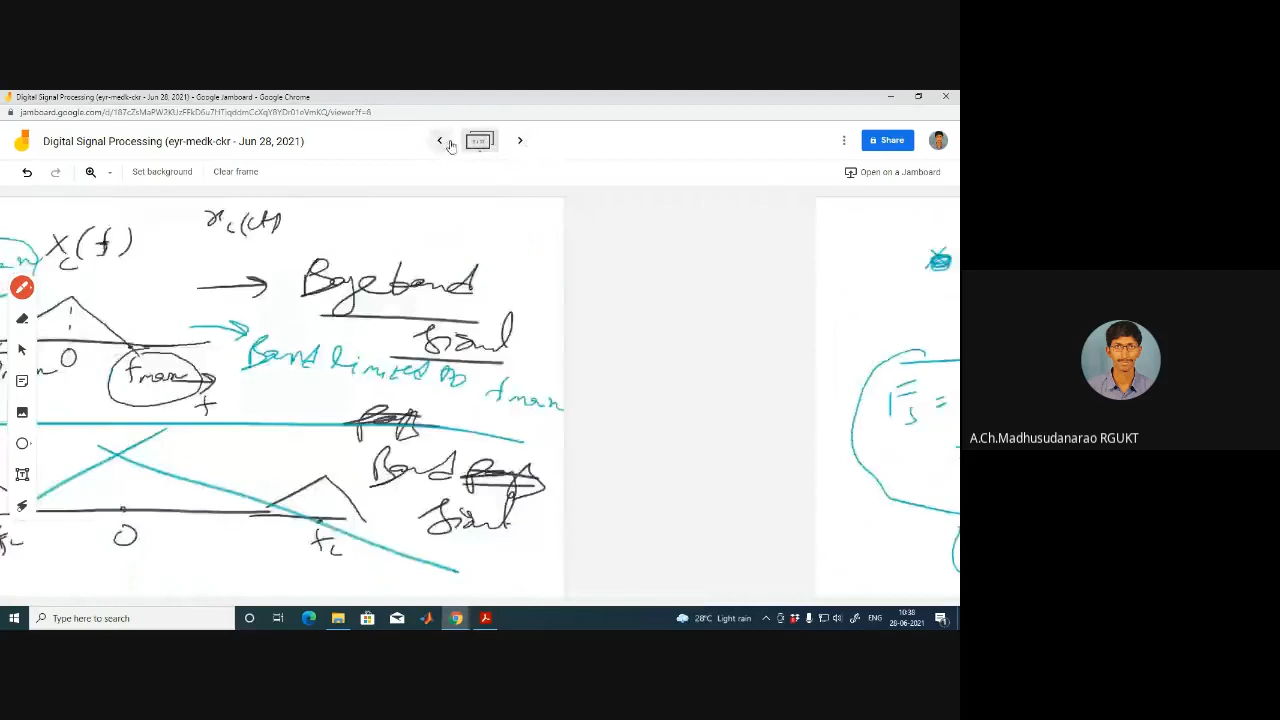 Digital Signal Processing (eyr-medk-ckr - Jun 28, 2021) - Google Jamboard - Google Chrome
Digital Signal Processing (eyr-medk-ckr - Jun 28, 2021)
Share
Set background
Clear frame
Open on a Jamboard
X_c(f)
x_c(t)
→ Base band
signal
→ Band limited to fmax
0
fmax
f
Fs =
Band
signal
0
fc
A.Ch.Madhusudanarao RGUKT
Type here to search
28°C Light rain
ENG
10:38
28-06-2021